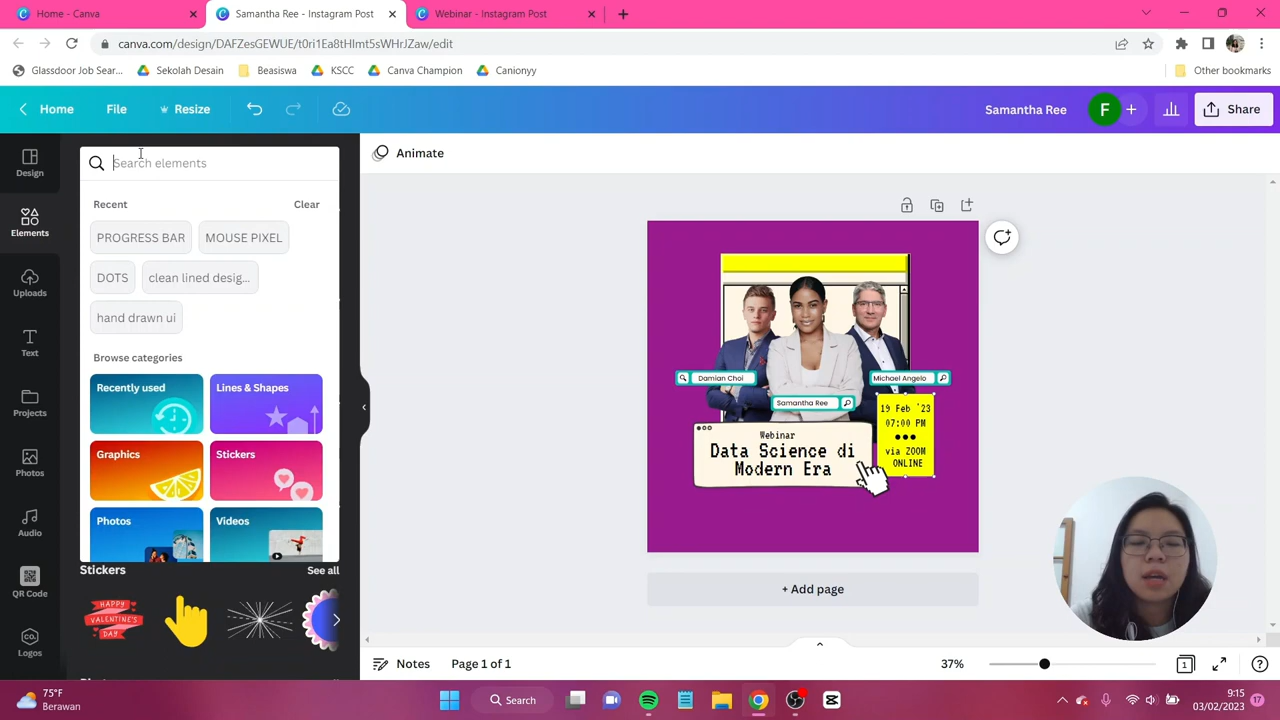 Home - Canva
Samantha Ree - Instagram Post
Webinar - Instagram Post
canva.com/design/DAFZesGEWUE/t0ri1Ea8tHImt5sWHrJZaw/edit
Glassdoor Job Sear...
Sekolah Desain
Beasiswa
KSCC
Canva Champion
Canionyy
Other bookmarks
Home
File
Resize
Samantha Ree
F
Share
Design
Elements
Uploads
Text
Projects
Photos
Audio
QR Code
Logos
CO.
Search elements
Recent
Clear
PROGRESS BAR
MOUSE PIXEL
DOTS
clean lined desig...
hand drawn ui
Browse categories
Recently used
Lines & Shapes
Graphics
Stickers
Photos
Videos
Stickers
See all
HAPPY
VALENTINE'S
DAY
Animate
Damian Choi
Michael Angelo
Samantha Ree
19 Feb '23
07:00 PM
via ZOOM
ONLINE
Webinar
Data Science di
Modern Era
+ Add page
Notes
Page 1 of 1
37%
1
75°F
Berawan
Search
9:15
03/02/2023
17